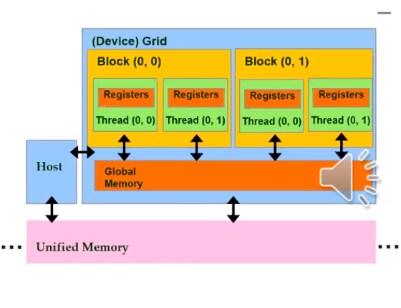 (Device) Grid
Block (0, 0)
Block (0, 1)
Registers
Registers
Registers
Registers
Thread (0, 0)
Thread (0, 1)
Thread (0, 0)
Thread (0, 1)
Host
Global
Memory
Unified Memory